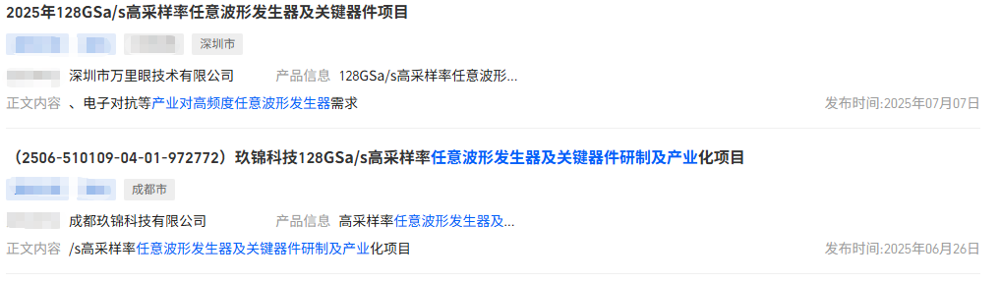 2025年128GSa/s高采样率任意波形发生器及关键器件项目
深圳市
深圳市万里眼技术有限公司 产品信息 128GSa/s高采样率任意波形...
正文内容 、电子对抗等产业对高频度任意波形发生器需求 发布时间:2025年07月07日
（2506-510109-04-01-972772）玖锦科技128GSa/s高采样率任意波形发生器及关键器件研制及产业化项目
成都市
成都玖锦科技有限公司 产品信息 高采样率任意波形发生器及...
正文内容 /s高采样率任意波形发生器及关键器件研制及产业化项目 发布时间:2025年06月26日